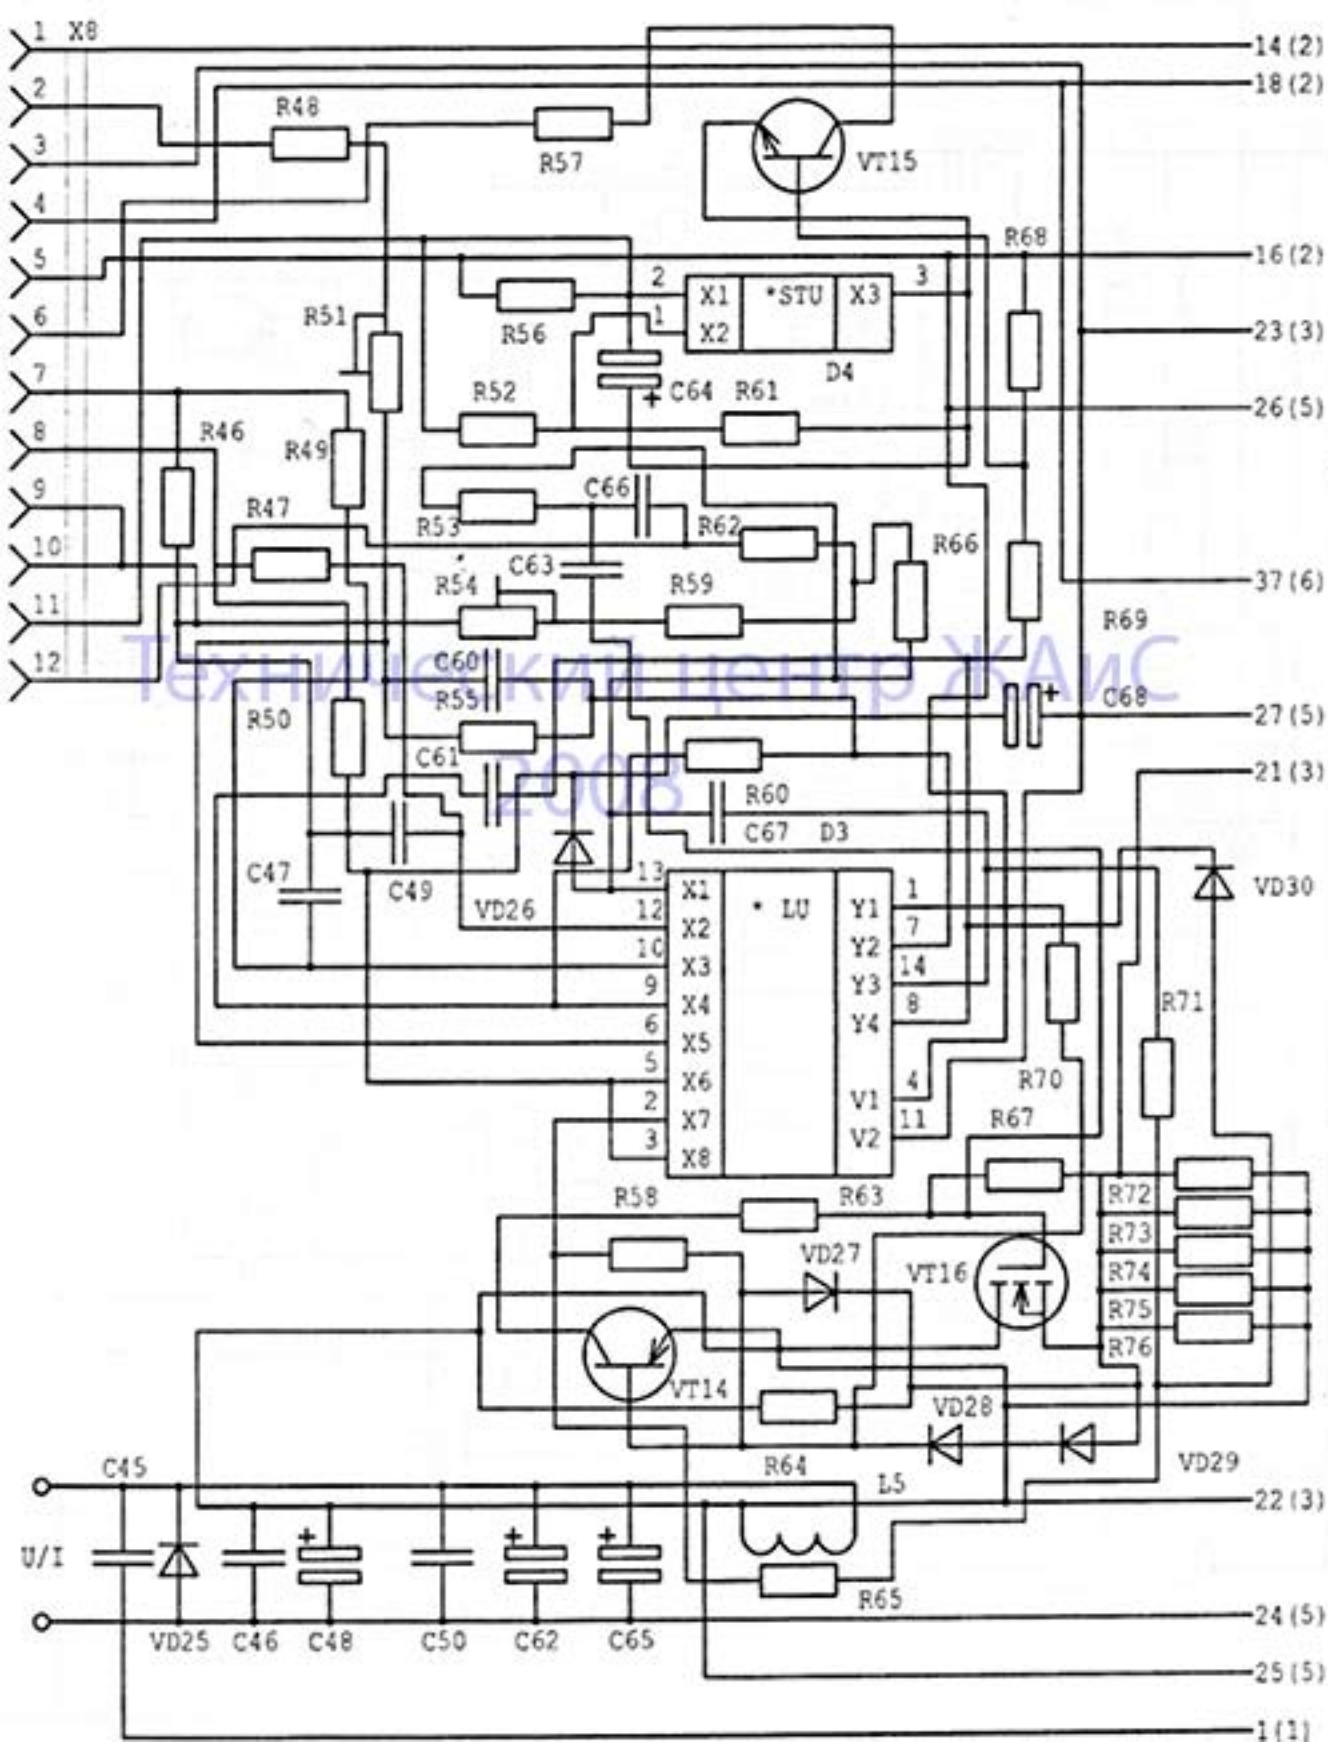 1 X8
14(2)
2
18(2)
R48
3
R57
VT15
4
R68
5
16(2)
2 X1 *STU X3 3
6
R51
1 X2
23(3)
R56
D4
7
R52
C64
R61
+
26(5)
8
R46
R49
9
C66
R53
R62
R47
R66
10
C63
37(6)
R54
R59
11
R69
Технический центр ЖАиС
12
C60
R55
C68
+
27(5)
R50
C61
21(3)
2008
R60
C67 D3
C47
C49
VD30
VD26
13 X1 * LU Y1 1
12 X2 Y2 7
10 X3 Y3 14
9 X4 Y4 8
R71
6 X5
5 X6 V1 4
R70
2 X7 V2 11
R67
3 X8
R58
R63
R72
R73
VD27
VT16
R74
R75
R76
VT14
VD28
C45
R64
L5
VD29
22(3)
+ + +
U/I
R65
24(5)
VD25 C46 C48 C50 C62 C65
25(5)
1(1)